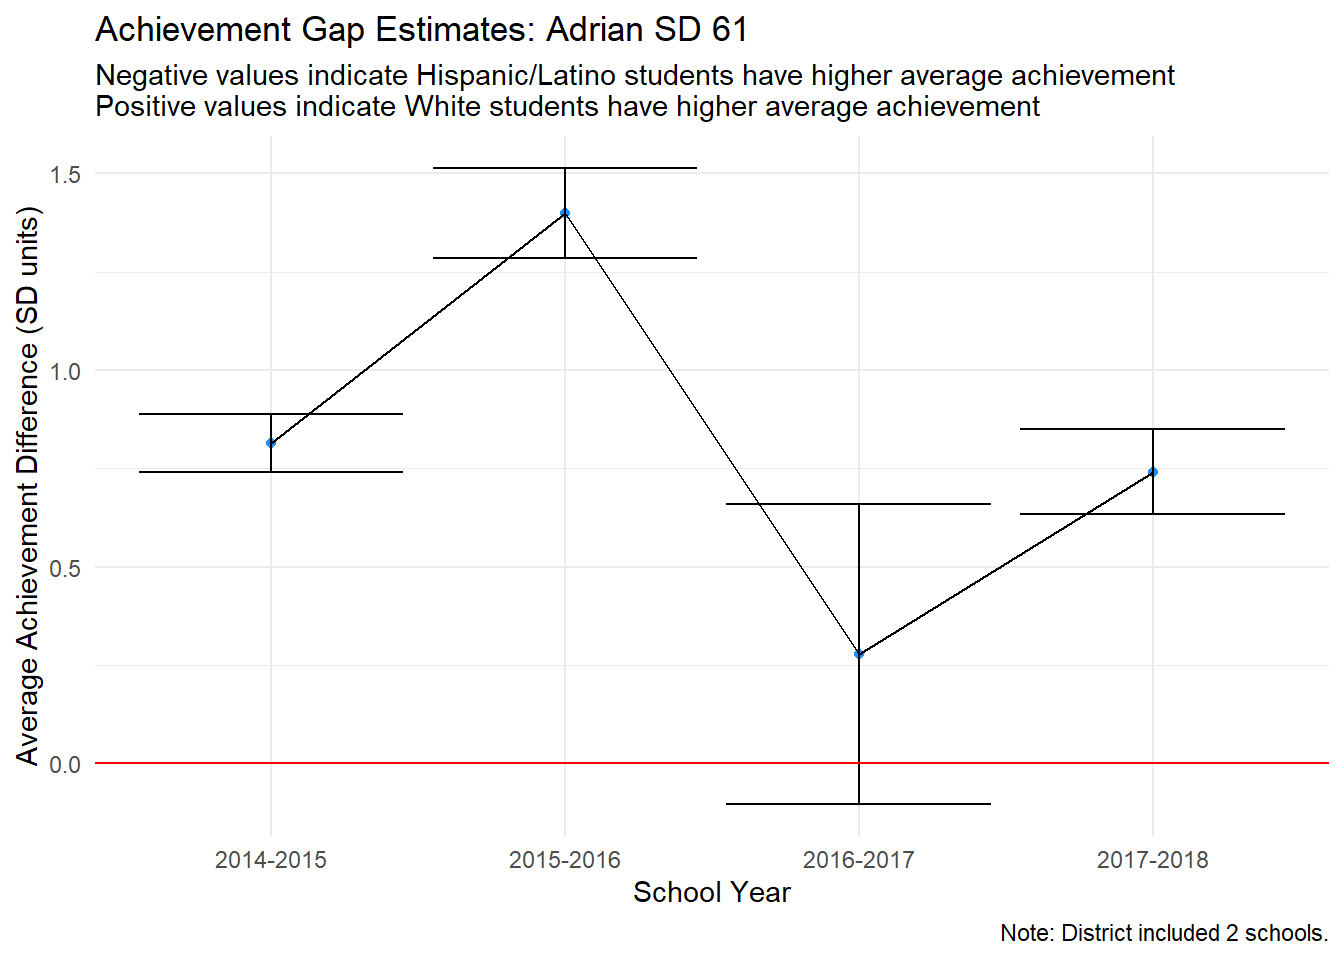 Achievement Gap Estimates: Adrian SD 61
Negative values indicate Hispanic/Latino students have higher average achievement
Positive values indicate White students have higher average achievement
Average Achievement Difference (SD units)
1.5
1.0
0.5
0.0
2014-2015
2015-2016
2016-2017
2017-2018
School Year
Note: District included 2 schools.